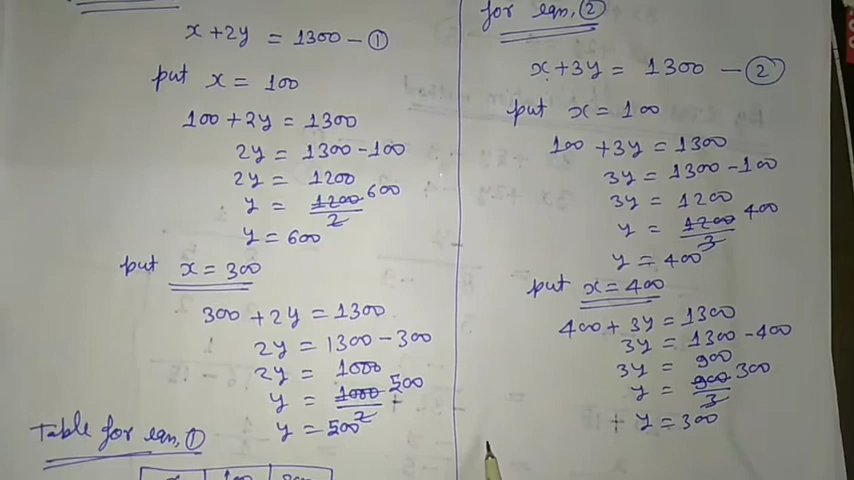 x + 2y = 1300 - ①
put x = 100
100 + 2y = 1300
2y = 1300 - 100
2y = 1200
y = 1200/2 600
y = 600
put x = 300
300 + 2y = 1300
2y = 1300 - 300
2y = 1000
y = 1000/2 500
y = 500
Table for eqn, ①
x 100
for eqn, ②
x + 3y = 1300 - ②
put x = 100
100 + 3y = 1300
3y = 1300 - 100
3y = 1200
y = 1200/3 400
y = 400
put x = 400
400 + 3y = 1300
3y = 1300 - 400
3y = 900
y = 900/3 300
y = 300